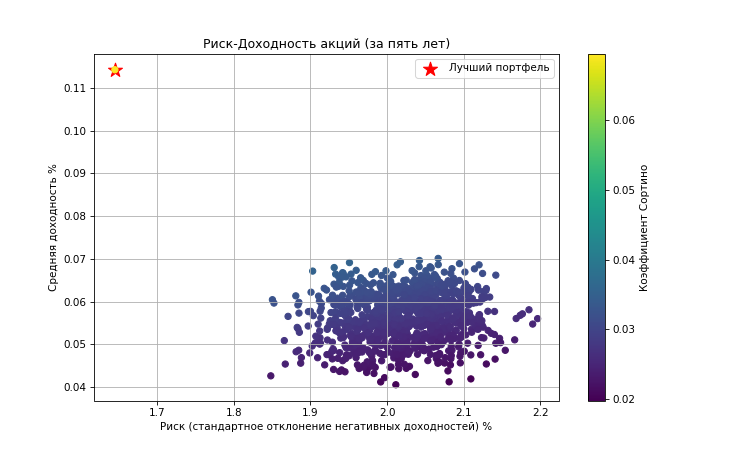 Риск-Доходность акций (за пять лет)
Лучший портфель
0.11
0.10
0.09
0.08
0.07
0.06
0.05
0.04
Средняя доходность %
1.7 1.8 1.9 2.0 2.1 2.2
Риск (стандартное отклонение негативных доходностей) %
0.06
0.05
0.04
0.03
0.02
Коэффициент Сортино